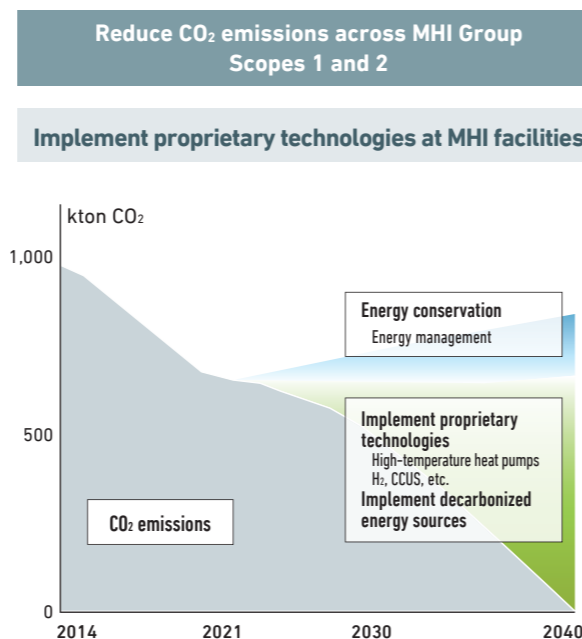 Reduce CO₂ emissions across MHI Group
Scopes 1 and 2
Implement proprietary technologies at MHI facilities
kton CO₂
1,000
500
0
Energy conservation
Energy management
Implement proprietary
technologies
High-temperature heat pumps
H₂, CCUS, etc.
Implement decarbonized
energy sources
CO₂ emissions
2014
2021
2030
2040